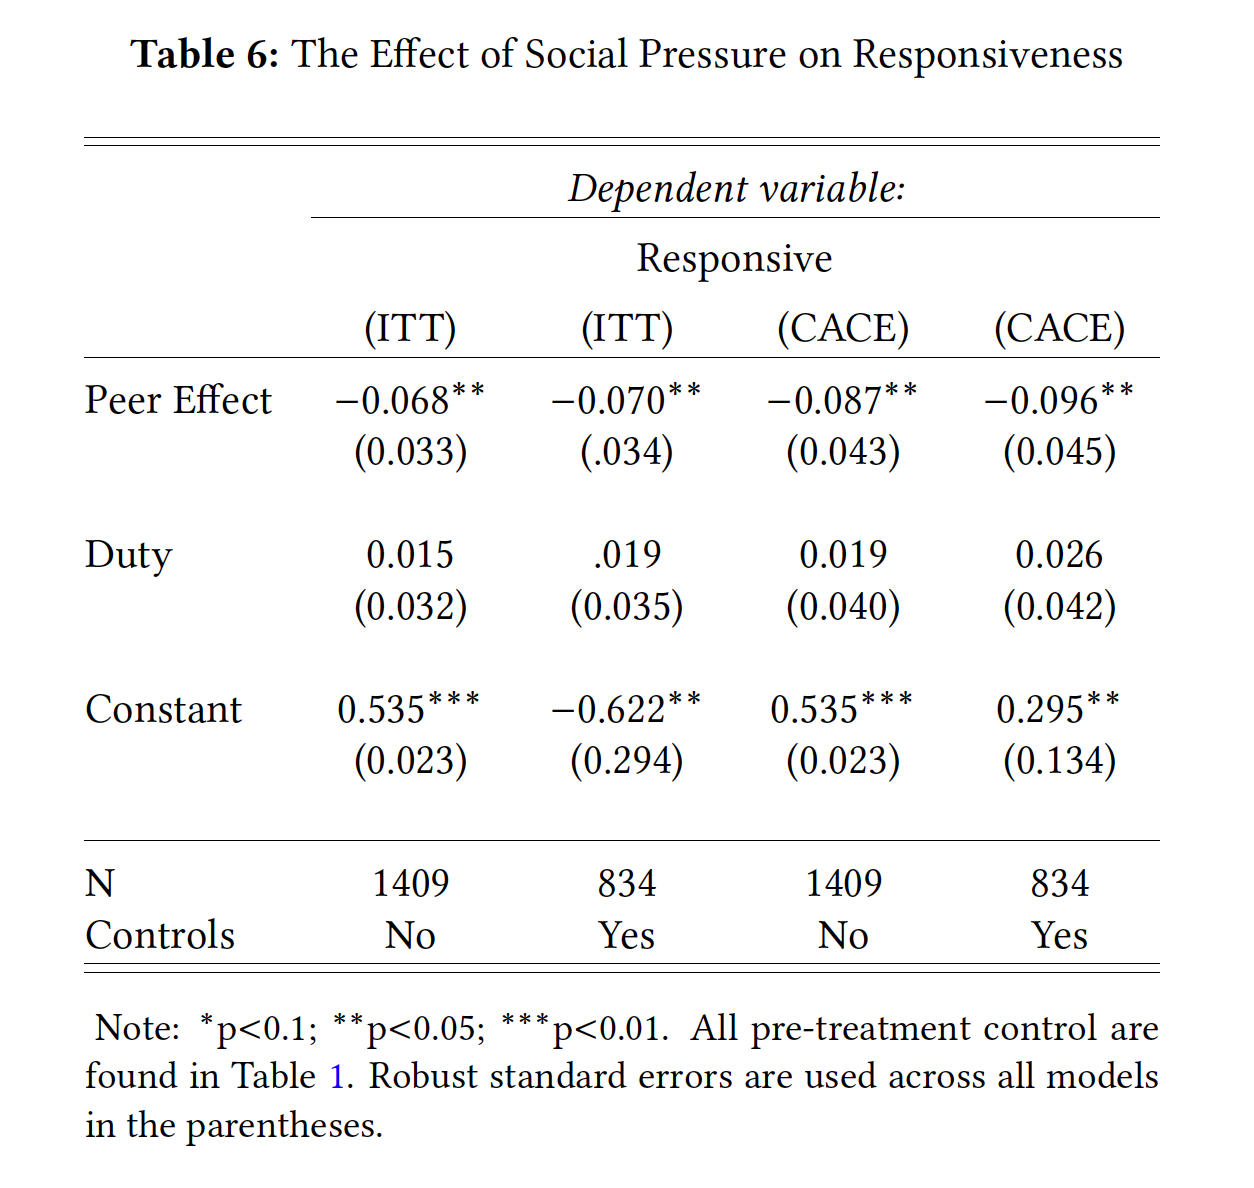 Table 6: The Effect of Social Pressure on Responsiveness
Dependent variable:
Responsive
(ITT) (ITT) (CACE) (CACE)
Peer Effect −0.068** −0.070** −0.087** −0.096**
(0.033) (.034) (0.043) (0.045)
Duty 0.015 .019 0.019 0.026
(0.032) (0.035) (0.040) (0.042)
Constant 0.535*** −0.622** 0.535*** 0.295**
(0.023) (0.294) (0.023) (0.134)
N 1409 834 1409 834
Controls No Yes No Yes
Note: *p<0.1; **p<0.05; ***p<0.01. All pre-treatment control are
found in Table 1. Robust standard errors are used across all models
in the parentheses.